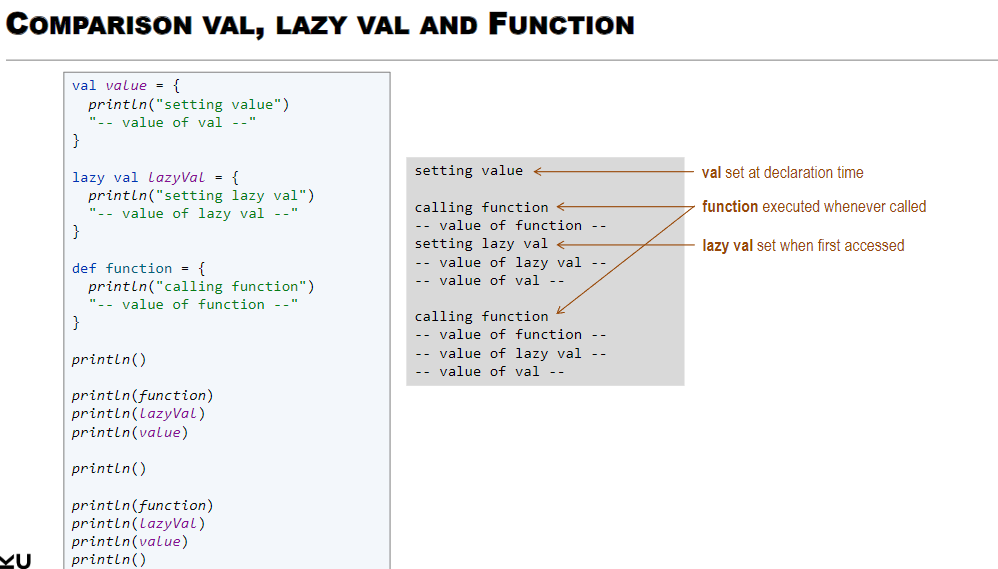 COMPARISON VAL, LAZY VAL AND FUNCTION
val value = {
println("setting value")
"-- value of val --"
}
lazy val lazyVal = {
println("setting lazy val")
"-- value of lazy val --"
}
def function = {
println("calling function")
"-- value of function --"
}
println()
println(function)
println(lazyVal)
println(value)
println()
println(function)
println(lazyVal)
println(value)
println()
setting value
calling function
-- value of function --
setting lazy val
-- value of lazy val --
-- value of val --
calling function
-- value of function --
-- value of lazy val --
-- value of val --
val set at declaration time
function executed whenever called
lazy val set when first accessed